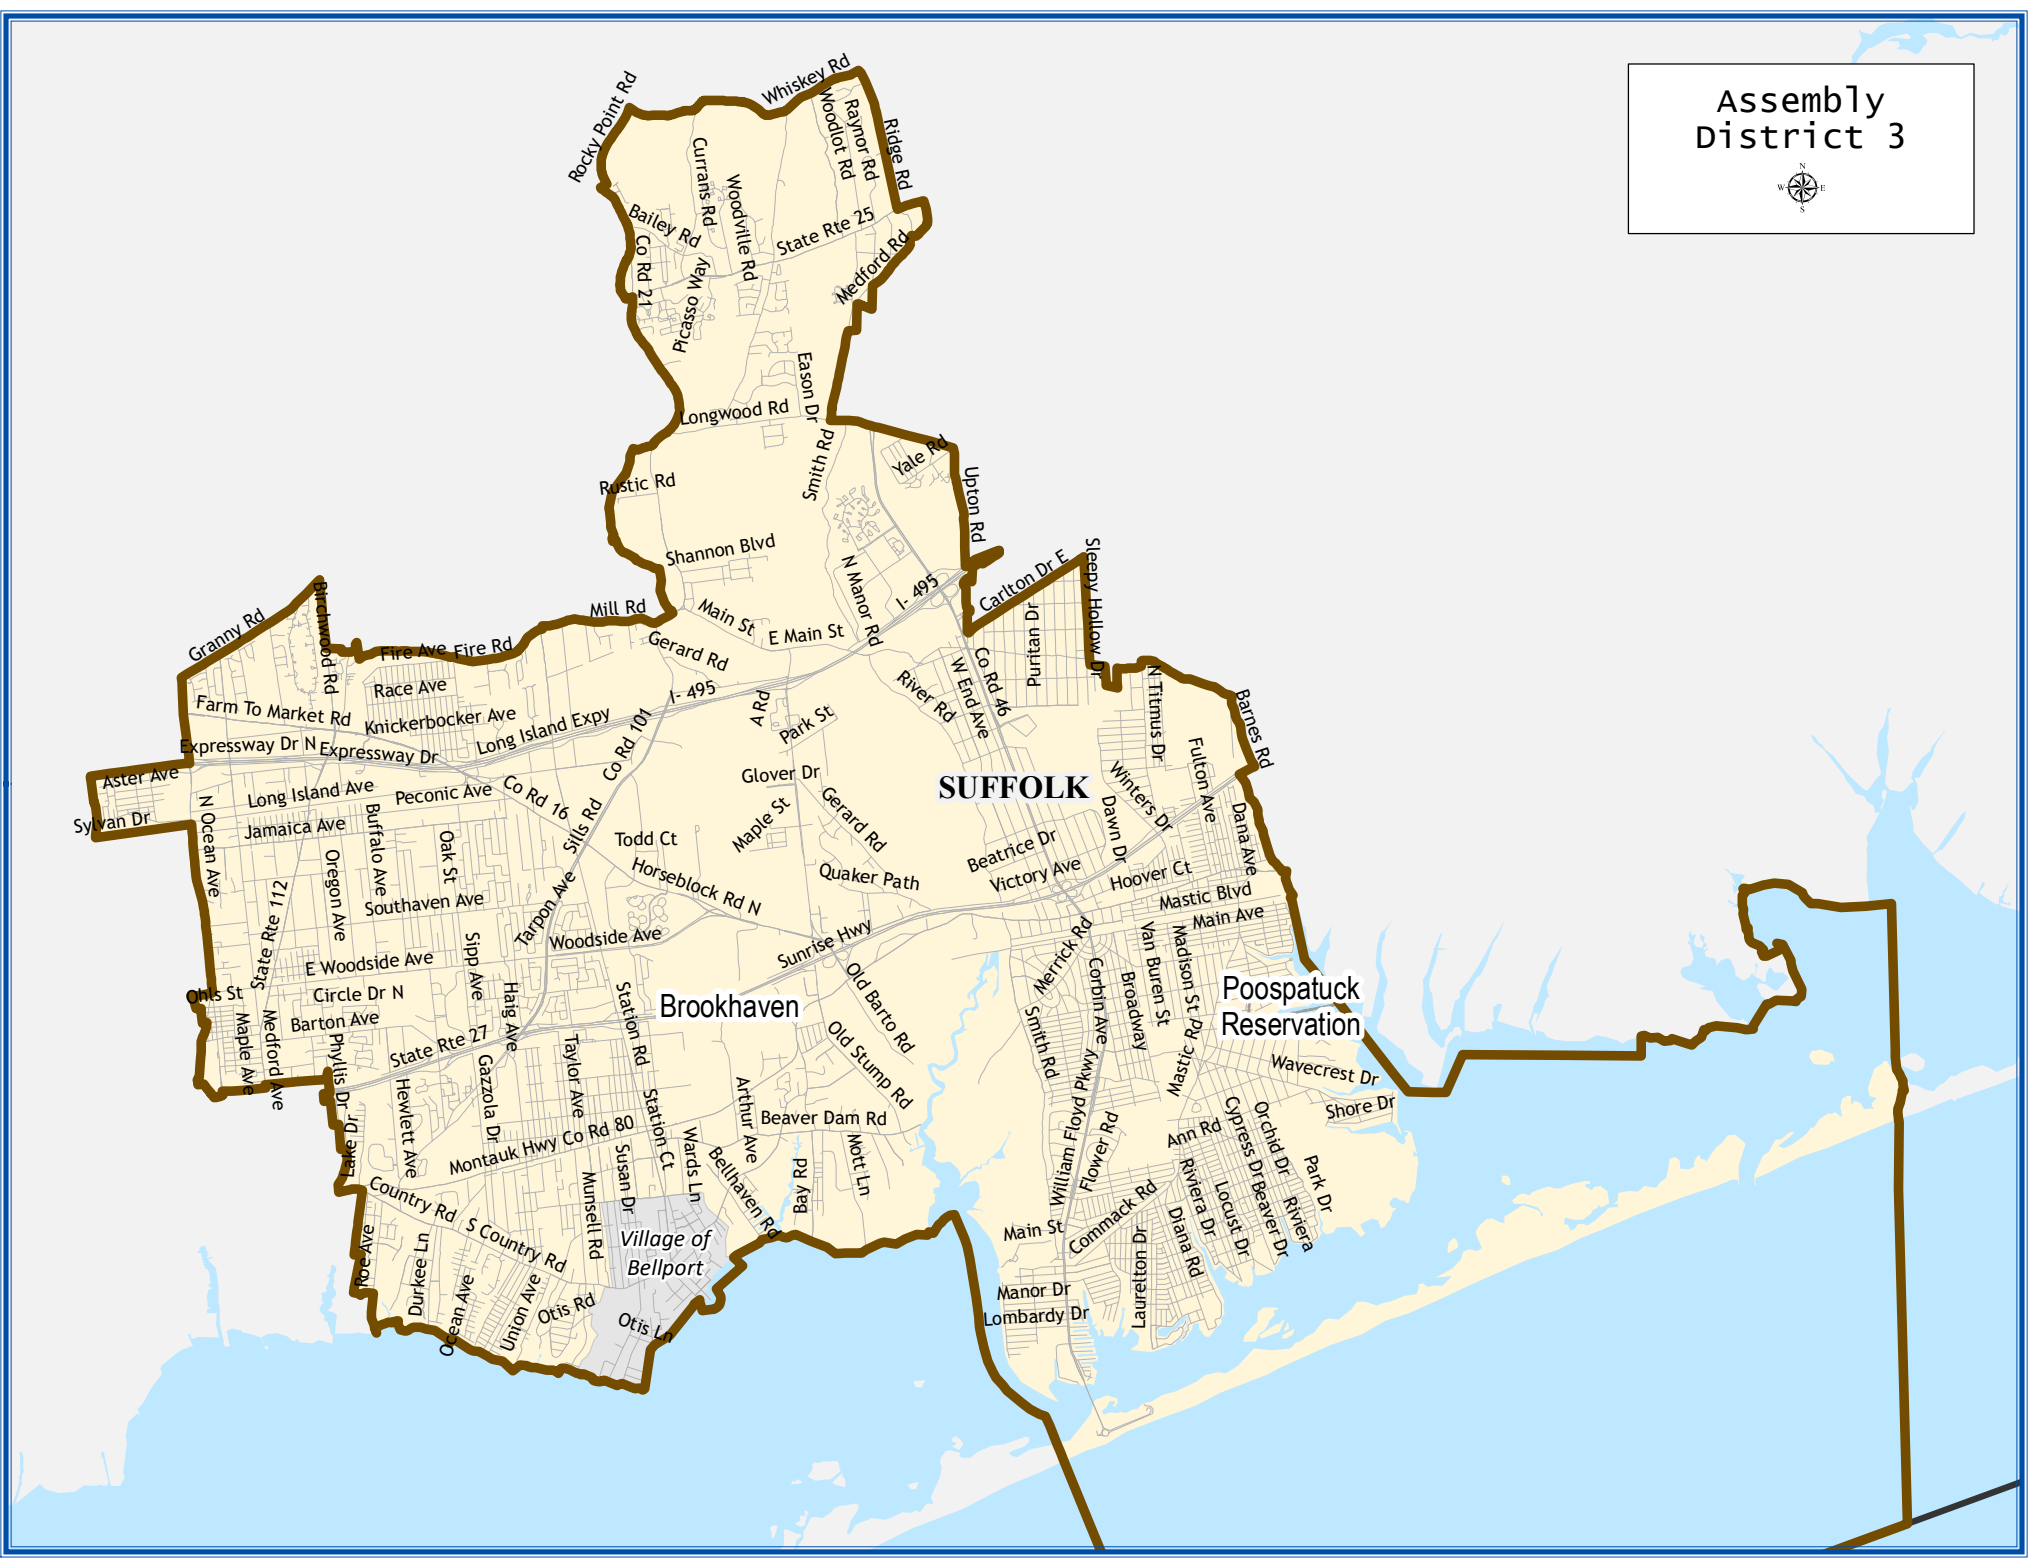 Assembly
District 3
N
W E
S
Whiskey Rd
Rocky Point Rd
Woodlot Rd
Raynor Rd
Ridge Rd
Currans Rd
Woodville Rd
Bailey Rd
State Rte 25
Co Rd 21
Medford Rd
Picasso Way
Eason Dr
Longwood Rd
Smith Rd
Yale Rd
Rustic Rd
Upton Rd
Shannon Blvd
N Manor Rd
I- 495
Carlton Dr E
Sleepy Hollow Dr
Birchwood Rd
Granny Rd
Mill Rd
Main St
E Main St
Puritan Dr
Fire Ave
Fire Rd
Gerard Rd
Race Ave
I- 495
River Rd
W End Ave
Co Rd 46
N Titmus Dr
Barnes Rd
Farm To Market Rd
Knickerbocker Ave
A Rd
Park St
Expressway Dr N
Expressway Dr
Long Island Expy
Co Rd 101
Fulton Ave
Aster Ave
Long Island Ave
Peconic Ave
Co Rd 16
Glover Dr
SUFFOLK
Winters Dr
Sylvan Dr
N Ocean Ave
Jamaica Ave
Buffalo Ave
Oak St
Sills Rd
Todd Ct
Maple St
Gerard Rd
Dawn Dr
Dana Ave
Oregon Ave
Beatrice Dr
Victory Ave
Hoover Ct
Horseblock Rd N
Quaker Path
State Rte 112
Southaven Ave
Tarpon Ave
Mastic Blvd
Main Ave
Woodside Ave
Sunrise Hwy
Merrick Rd
Van Buren St
Madison St
E Woodside Ave
Sipp Ave
Corbin Ave
Broadway
Ohls St
Circle Dr N
Haig Ave
Station Rd
Brookhaven
Old Barto Rd
Poospatuck
Reservation
Maple Ave
Medford Ave
Barton Ave
Phyllis Dr
State Rte 27
Taylor Ave
Old Stump Rd
Smith Rd
Mastic Rd
Wavecrest Dr
Gazzola Dr
Hewlett Ave
Arthur Ave
Station Ct
Beaver Dam Rd
William Floyd Pkwy
Shore Dr
Lake Dr
Montauk Hwy
Co Rd 80
Wards Ln
Mott Ln
Flower Rd
Ann Rd
Cypress Dr
Orchid Dr
Susan Dr
Bellhaven Rd
Bay Rd
Riviera Dr
Park Dr
Country Rd
Munsell Rd
Commack Rd
Locust Dr
Beaver Dr
Riviera
S Country Rd
Roe Ave
Durkee Ln
Village of
Bellport
Main St
Diana Rd
Laurelton Dr
Ocean Ave
Union Ave
Otis Rd
Otis Ln
Manor Dr
Lombardy Dr